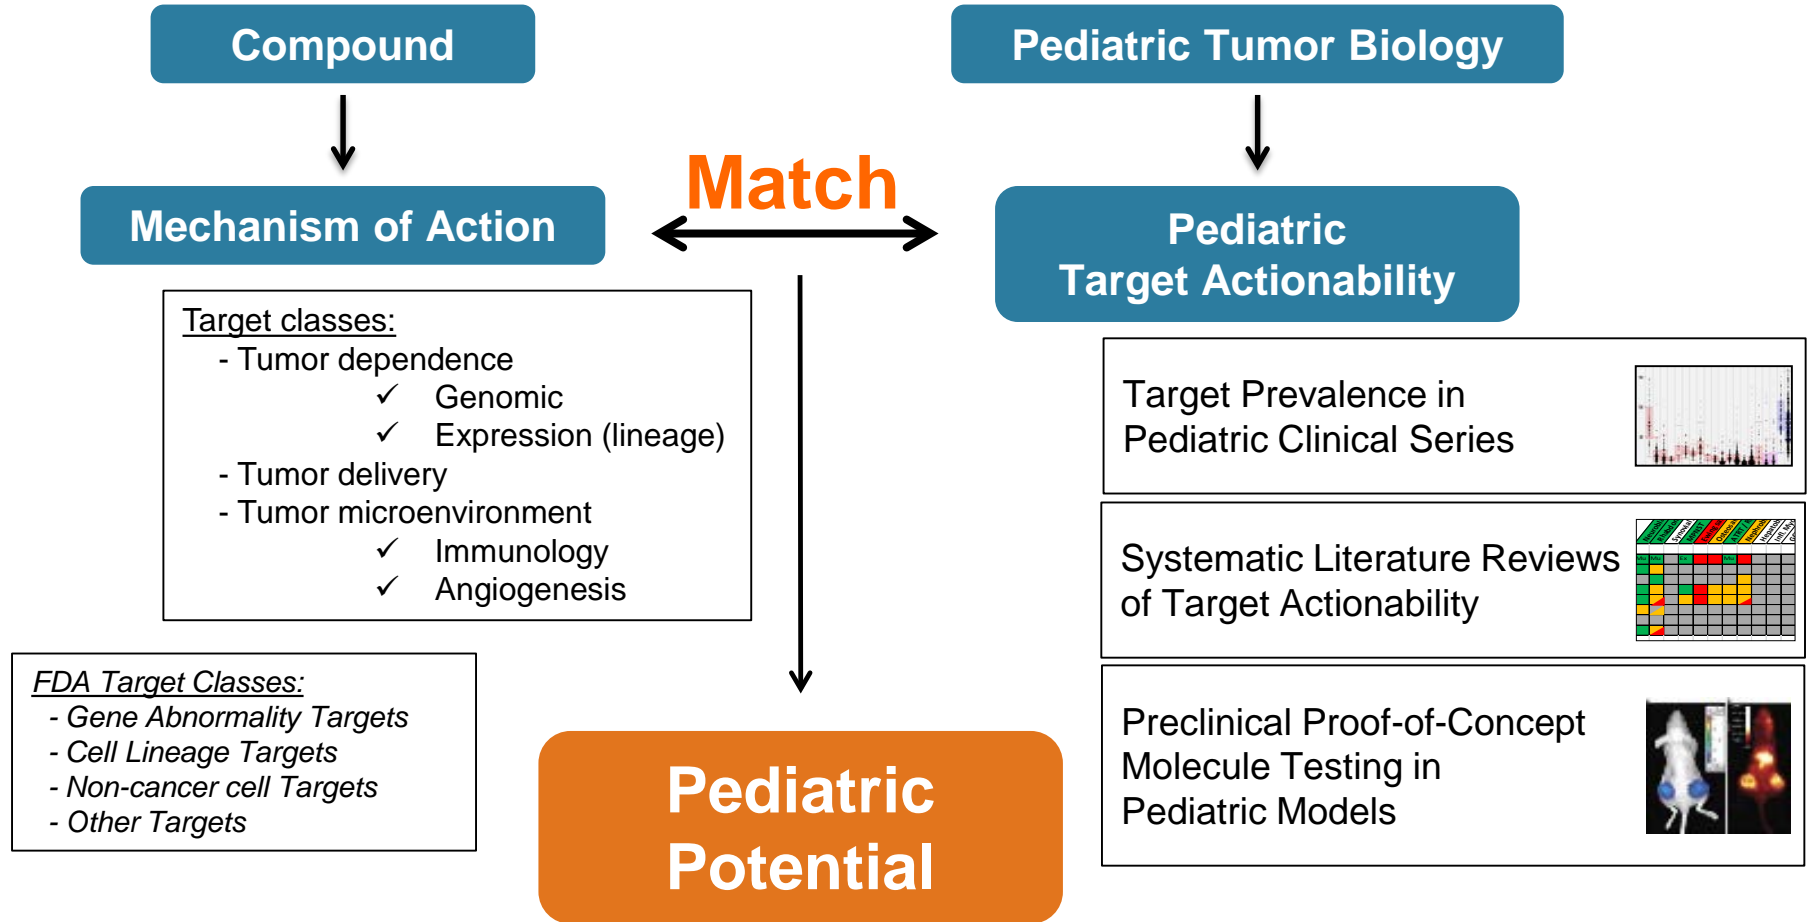 Compound
Pediatric Tumor Biology
Match
Mechanism of Action
Pediatric
Target Actionability
Target classes:
- Tumor dependence
✓ Genomic
✓ Expression (lineage)
- Tumor delivery
- Tumor microenvironment
✓ Immunology
✓ Angiogenesis
FDA Target Classes:
- Gene Abnormality Targets
- Cell Lineage Targets
- Non-cancer cell Targets
- Other Targets
Target Prevalence in
Pediatric Clinical Series
Systematic Literature Reviews
of Target Actionability
Preclinical Proof-of-Concept
Molecule Testing in
Pediatric Models
Pediatric
Potential